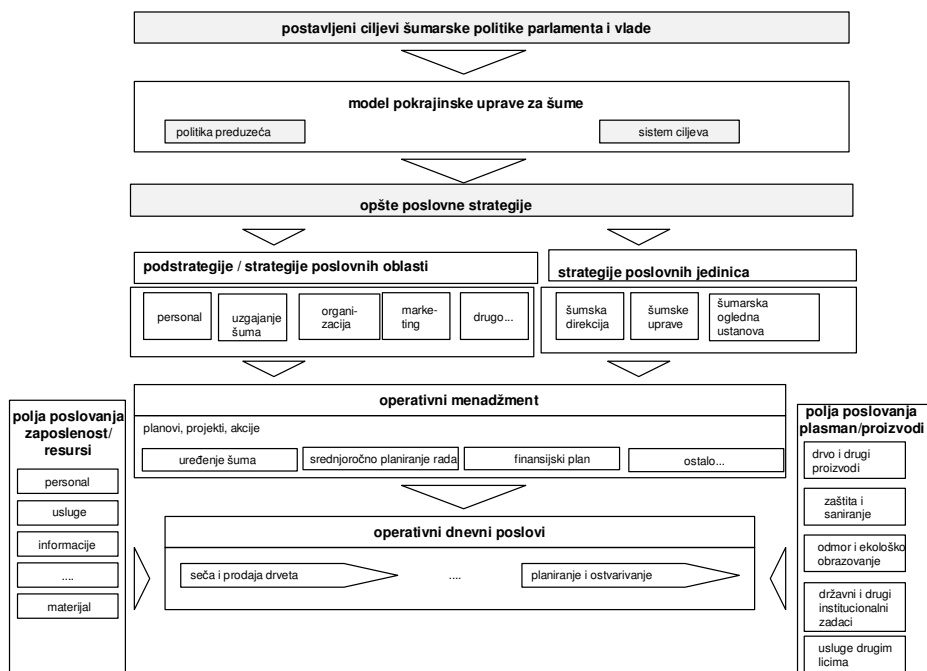 postavljeni ciljevi šumarske politike parlamenta i vlade
model pokrajinske uprave za šume
politika preduzeća
sistem ciljeva
opšte poslovne strategije
podstrategije / strategije poslovnih oblasti
strategije poslovnih jedinica
personal
uzgajanje
šuma
organi-
zacija
marke-
ting
drugo...
šumska
direkcija
šumske
uprave
šumarska
ogledna
ustanova
operativni menadžment
planovi, projekti, akcije
uređenje šuma
srednjoročno planiranje rada
finansijski plan
ostalo...
polja poslovanja
zaposlenost/
resursi
personal
usluge
informacije
....
materijal
operativni dnevni poslovi
seča i prodaja drveta
....
planiranje i ostvarivanje
polja poslovanja
plasman/proizvodi
drvo i drugi
proizvodi
zaštita i
saniranje
odmor i ekološko
obrazovanje
državni i drugi
institucionalni
zadaci
usluge drugim
licima